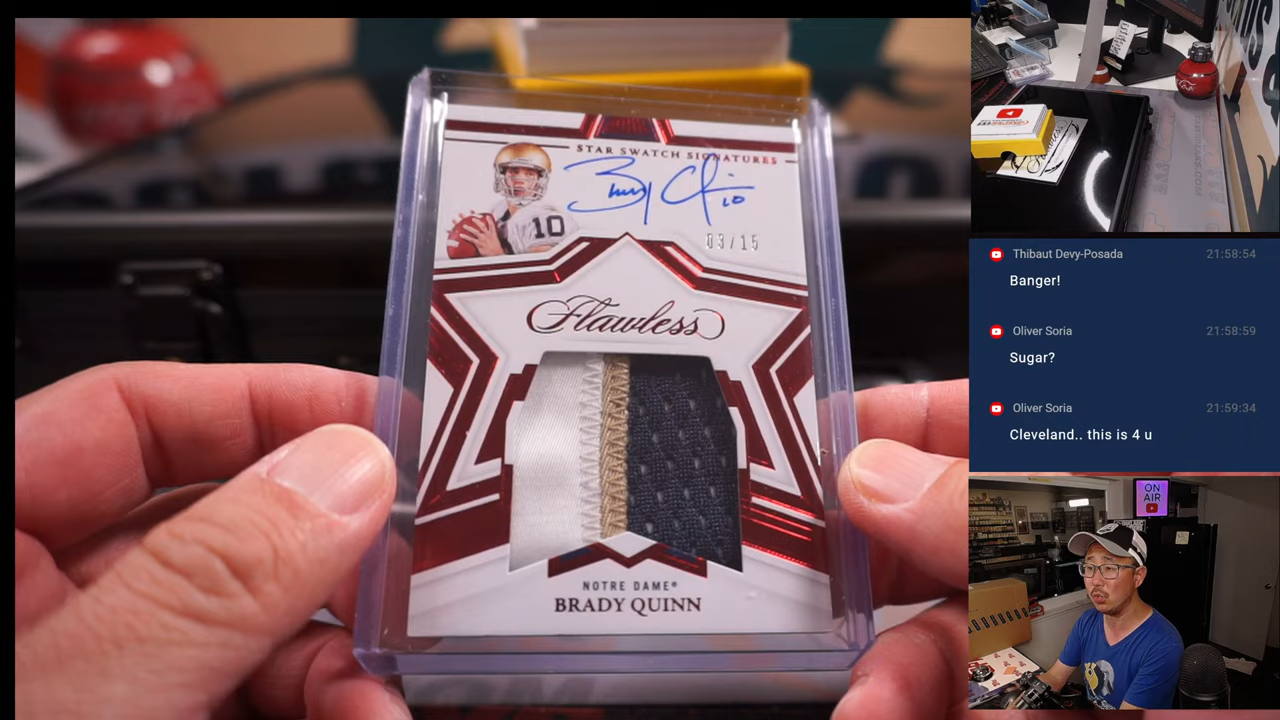 STAR SWATCH SIGNATURES
10
10
03/15
Flawless
NOTRE DAME®
BRADY QUINN
Thibaut Devy-Posada 21:58:54
Banger!
Oliver Soria 21:58:59
Sugar?
Oliver Soria 21:59:34
Cleveland.. this is 4 u
ON
AIR